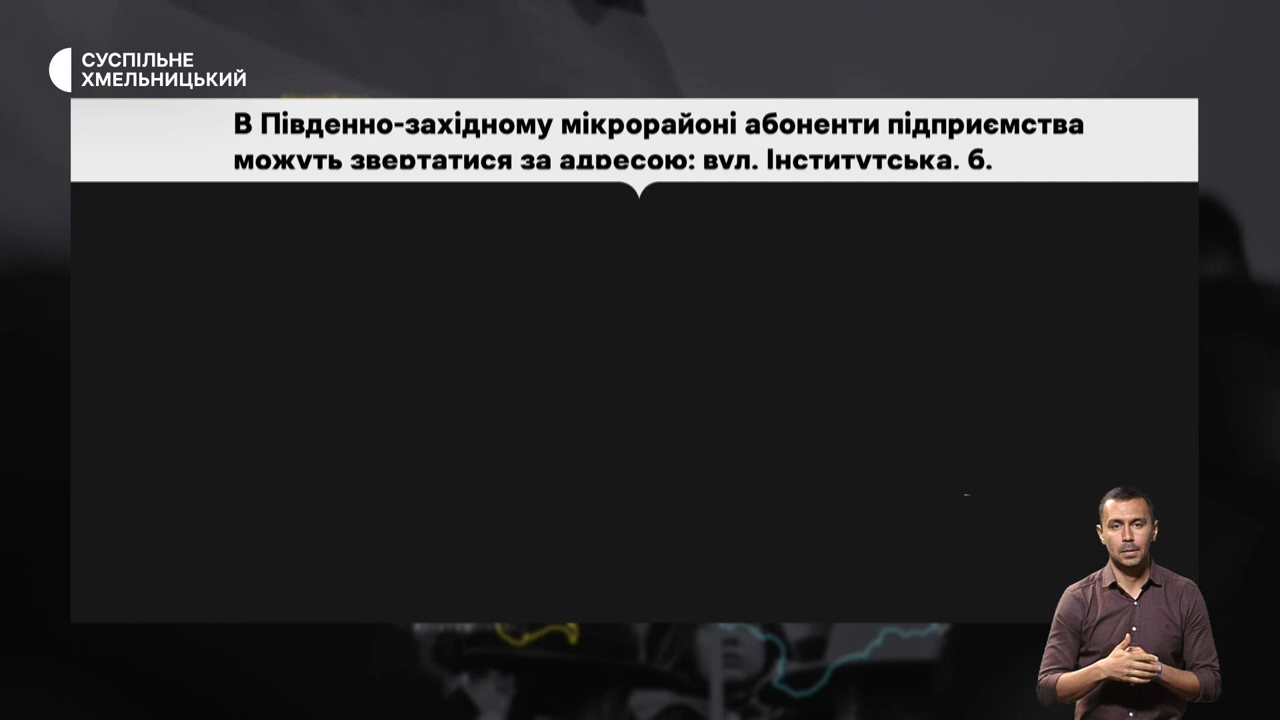 СУСПІЛЬНЕ
ХМЕЛЬНИЦЬКИЙ
В Південно-західному мікрорайоні абоненти підприємства
можуть звертатися за адресою: вул. Інститутська, 6.